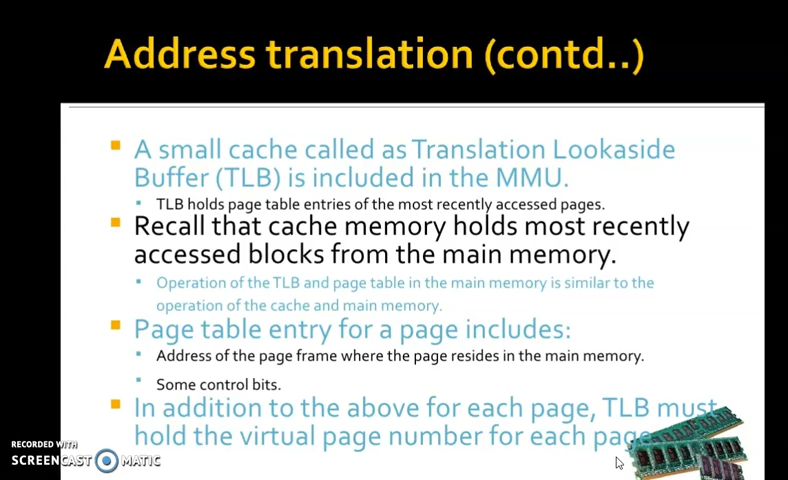 Address translation (contd..)
A small cache called as Translation Lookaside
Buffer (TLB) is included in the MMU.
TLB holds page table entries of the most recently accessed pages.
Recall that cache memory holds most recently
accessed blocks from the main memory.
Operation of the TLB and page table in the main memory is similar to the
operation of the cache and main memory.
Page table entry for a page includes:
Address of the page frame where the page resides in the main memory.
Some control bits.
In addition to the above for each page, TLB must
hold the virtual page number for each page.
RECORDED WITH
SCREENCAST MATIC